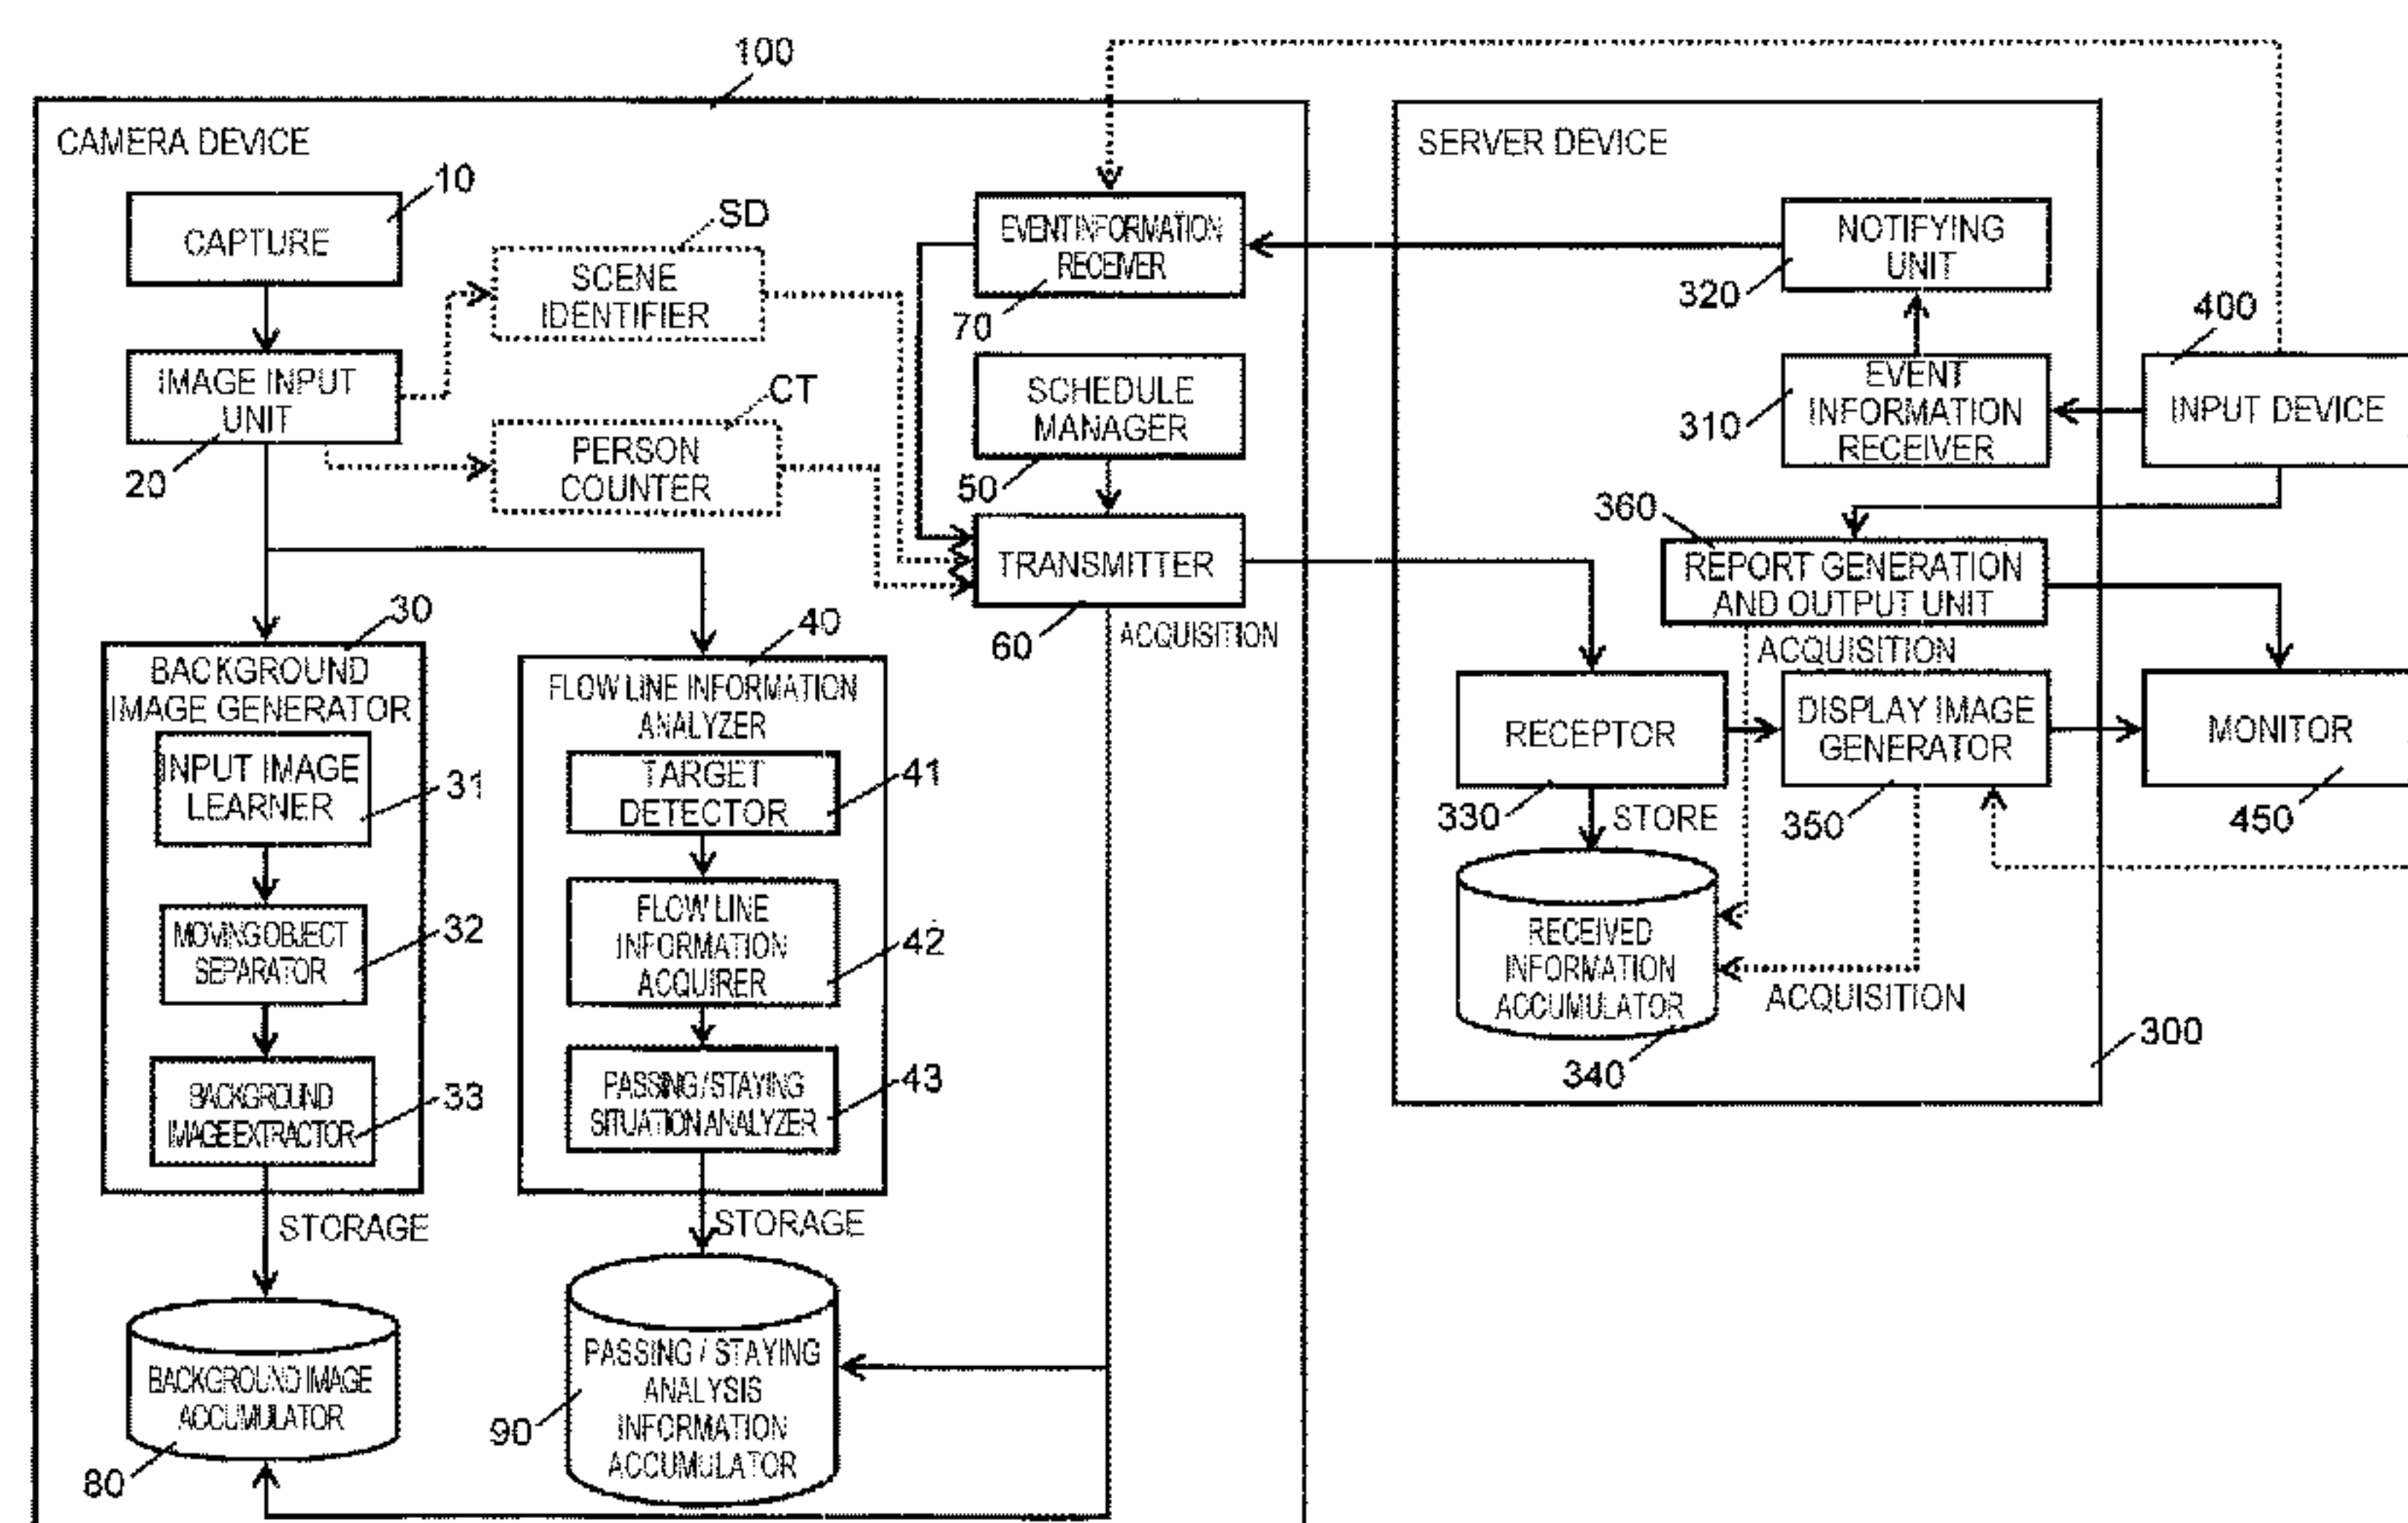 100
CAMERA DEVICE
CAPTURE
10
SD
SCENE
IDENTIFIER
IMAGE INPUT
UNIT
20
CT
PERSON
COUNTER
EVENT INFORMATION
RECEIVER
70
SCHEDULE
MANAGER
50
TRANSMITTER
60
ACQUISITION
30
BACKGROUND
IMAGE GENERATOR
INPUT IMAGE
LEARNER
31
MOVING OBJECT
SEPARATOR
32
BACKGROUND
IMAGE EXTRACTOR
33
STORAGE
BACKGROUND IMAGE
ACCUMULATOR
80
40
FLOW LINE INFORMATION
ANALYZER
TARGET
DETECTOR
41
FLOW LINE
INFORMATION
ACQUIRER
42
PASSING / STAYING
SITUATION ANALYZER
43
STORAGE
PASSING / STAYING
ANALYSIS
INFORMATION
ACCUMULATOR
90
SERVER DEVICE
NOTIFYING
UNIT
320
EVENT
INFORMATION
RECEIVER
310
400
INPUT DEVICE
360
REPORT GENERATION
AND OUTPUT UNIT
ACQUISITION
RECEPTOR
330
STORE
DISPLAY IMAGE
GENERATOR
350
MONITOR
450
RECEIVED
INFORMATION
ACCUMULATOR
340
ACQUISITION
300